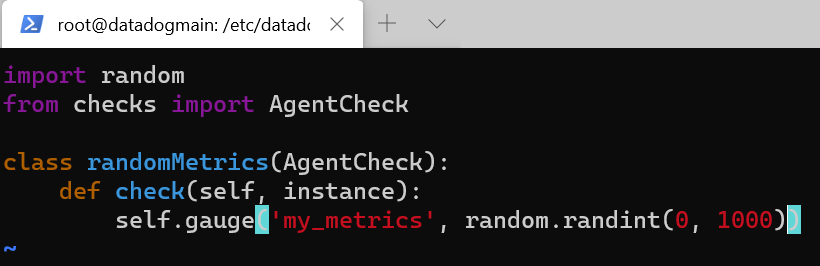 root@datadogmain: /etc/datado
import random
from checks import AgentCheck
class randomMetrics(AgentCheck):
    def check(self, instance):
        self.gauge('my_metrics', random.randint(0, 1000))
~